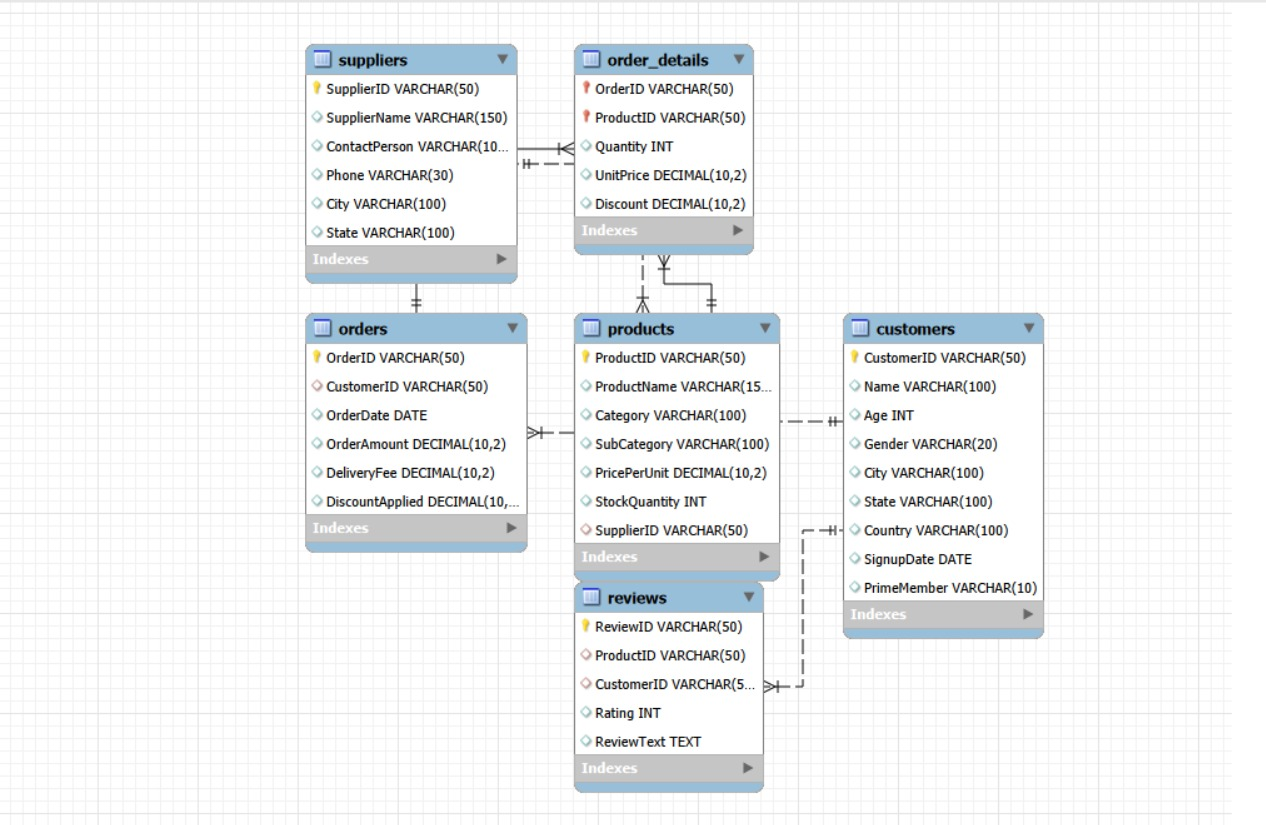 suppliers
SupplierID VARCHAR(50)
SupplierName VARCHAR(150)
ContactPerson VARCHAR(10...
Phone VARCHAR(30)
City VARCHAR(100)
State VARCHAR(100)
Indexes
order_details
OrderID VARCHAR(50)
ProductID VARCHAR(50)
Quantity INT
UnitPrice DECIMAL(10,2)
Discount DECIMAL(10,2)
Indexes
orders
OrderID VARCHAR(50)
CustomerID VARCHAR(50)
OrderDate DATE
OrderAmount DECIMAL(10,2)
DeliveryFee DECIMAL(10,2)
DiscountApplied DECIMAL(10,...
Indexes
products
ProductID VARCHAR(50)
ProductName VARCHAR(15...
Category VARCHAR(100)
SubCategory VARCHAR(100)
PricePerUnit DECIMAL(10,2)
StockQuantity INT
SupplierID VARCHAR(50)
Indexes
customers
CustomerID VARCHAR(50)
Name VARCHAR(100)
Age INT
Gender VARCHAR(20)
City VARCHAR(100)
State VARCHAR(100)
Country VARCHAR(100)
SignupDate DATE
PrimeMember VARCHAR(10)
Indexes
reviews
ReviewID VARCHAR(50)
ProductID VARCHAR(50)
CustomerID VARCHAR(5...
Rating INT
ReviewText TEXT
Indexes